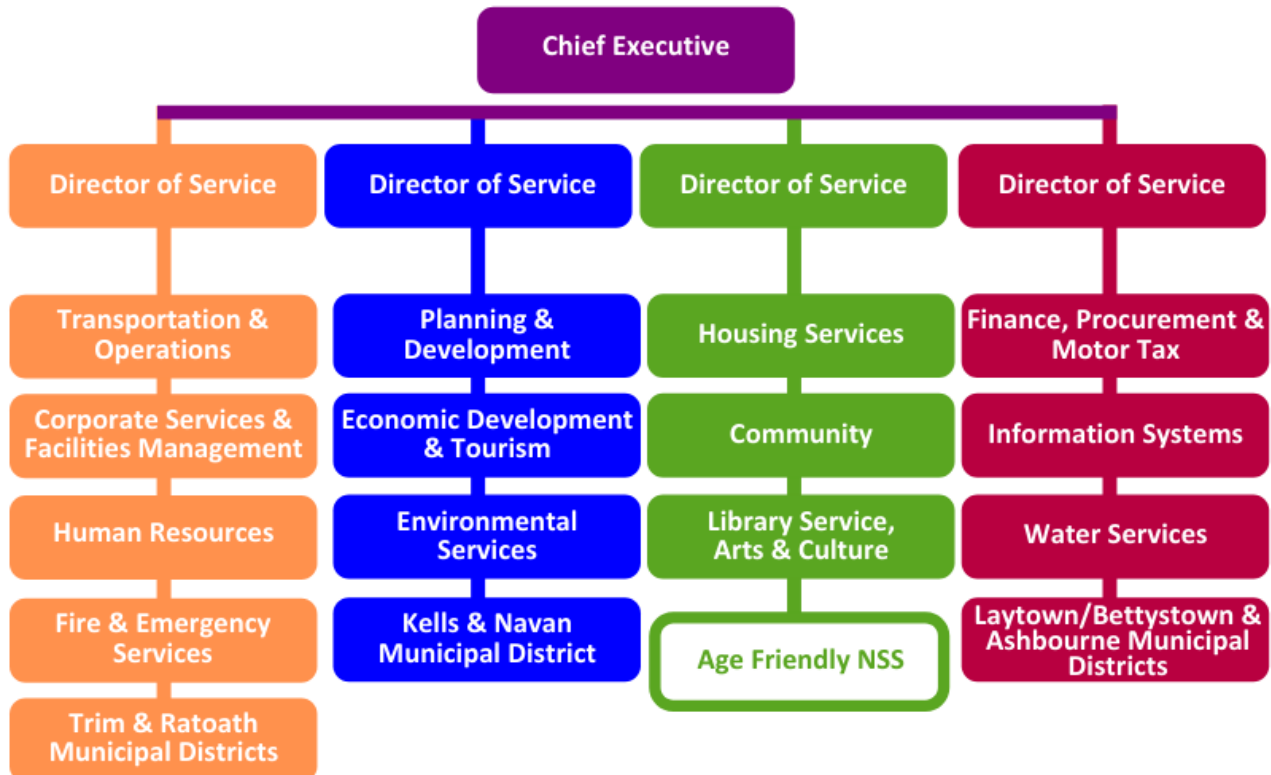 Chief Executive
Director of Service
Director of Service
Director of Service
Director of Service
Transportation &
Operations
Corporate Services &
Facilities Management
Human Resources
Fire & Emergency
Services
Trim & Ratoath
Municipal Districts
Planning &
Development
Economic Development
& Tourism
Environmental
Services
Kells & Navan
Municipal District
Housing Services
Community
Library Service,
Arts & Culture
Age Friendly NSS
Finance, Procurement &
Motor Tax
Information Systems
Water Services
Laytown/Bettystown &
Ashbourne Municipal
Districts